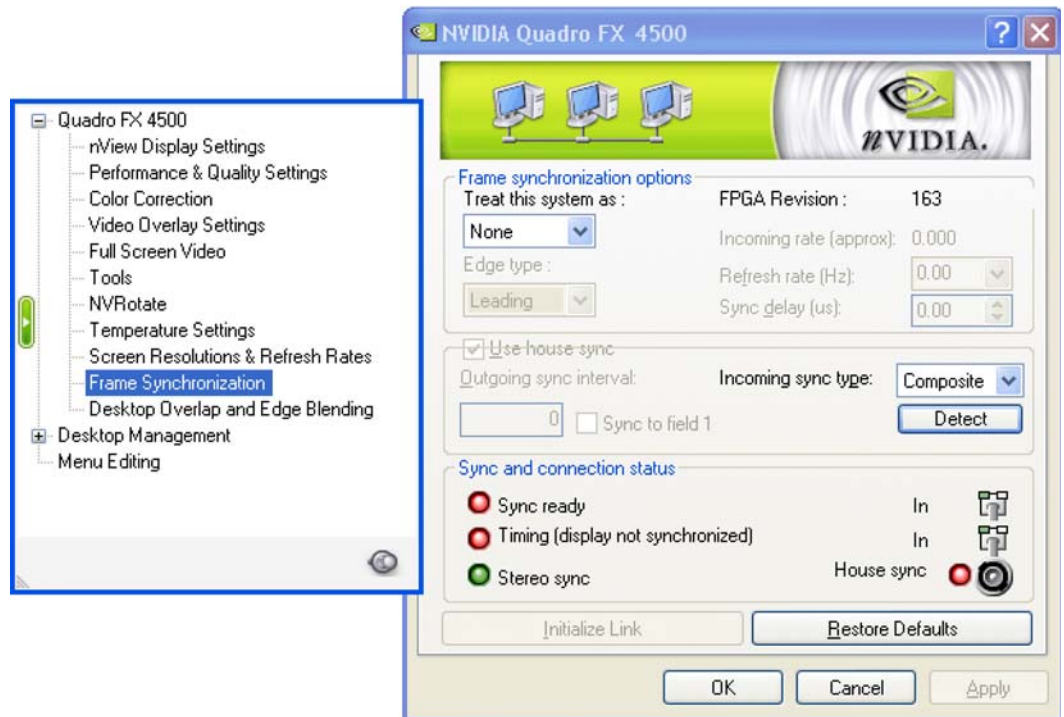 Quadro FX 4500
nView Display Settings
Performance & Quality Settings
Color Correction
Video Overlay Settings
Full Screen Video
Tools
NVRotate
Temperature Settings
Screen Resolutions & Refresh Rates
Frame Synchronization
Desktop Overlap and Edge Blending
Desktop Management
Menu Editing
NVIDIA Quadro FX 4500
nVIDIA.
Frame synchronization options
Treat this system as :
None
Edge type :
Leading
FPGA Revision : 163
Incoming rate (approx): 0.000
Refresh rate (Hz): 0.00
Sync delay (us): 0.00
Use house sync
Outgoing sync interval:
0 Sync to field 1
Incoming sync type: Composite
Detect
Sync and connection status
Sync ready In
Timing (display not synchronized) In
Stereo sync House sync
Initialize Link Restore Defaults
OK Cancel Apply